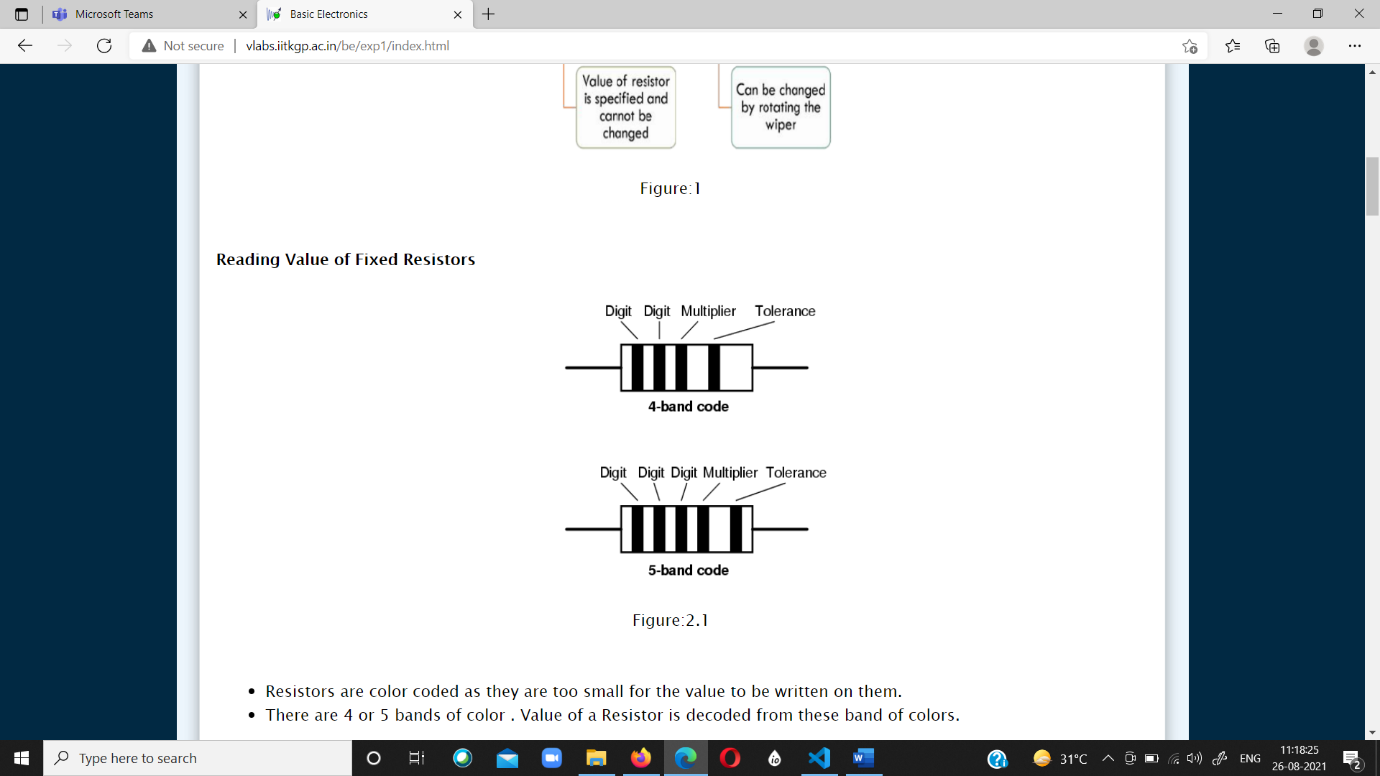 Microsoft Teams
Basic Electronics
Not secure | vlabs.iitkgp.ac.in/be/exp1/index.html
Value of resistor
is specified and
cannot be
changed
Can be changed
by rotating the
wiper
Figure:1
Reading Value of Fixed Resistors
Digit Digit Multiplier Tolerance
4-band code
Digit Digit Digit Multiplier Tolerance
5-band code
Figure:2.1
• Resistors are color coded as they are too small for the value to be written on them.
• There are 4 or 5 bands of color . Value of a Resistor is decoded from these band of colors.
Type here to search
31°C
ENG
11:18:25
26-08-2021
2